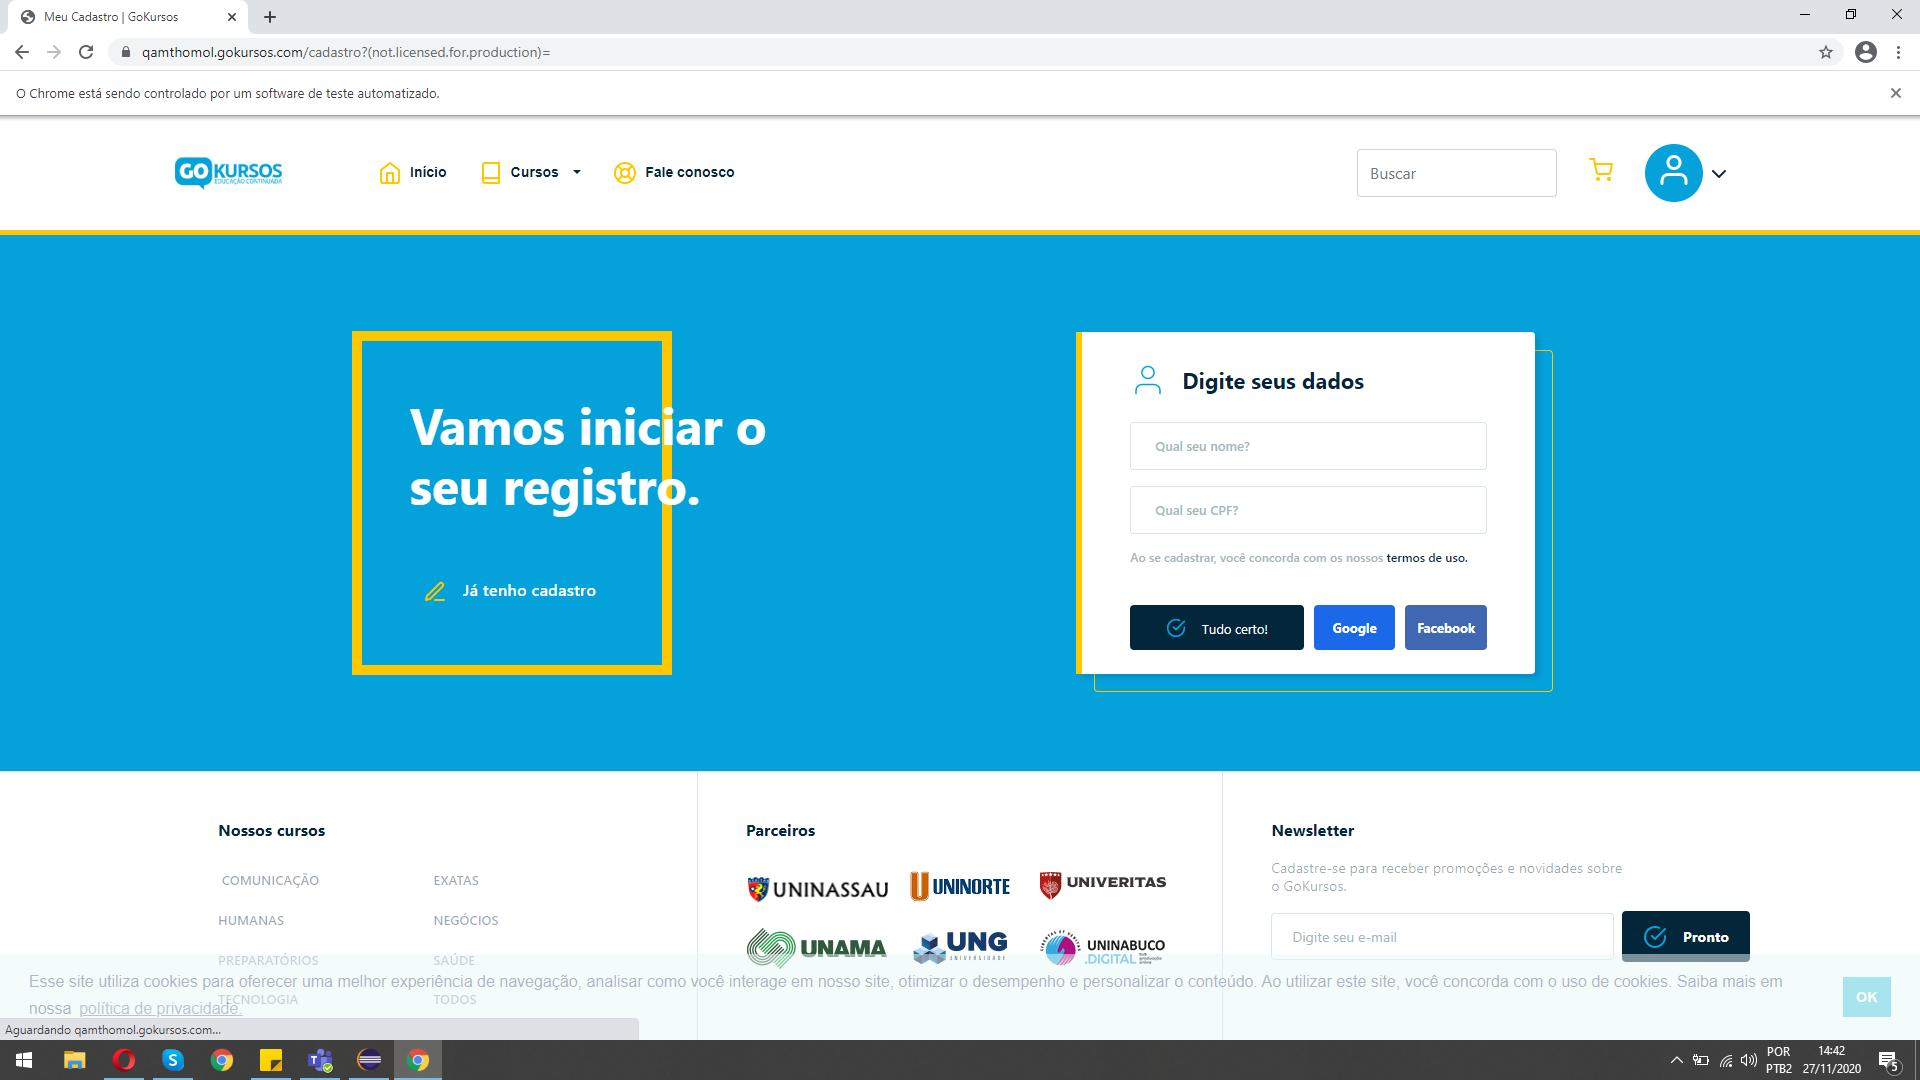 Meu Cadastro | GoKursos
qamthomol.gokursos.com/cadastro?(not.licensed.for.production)=
O Chrome está sendo controlado por um software de teste automatizado.
GO KURSOS
EDUCAÇÃO CONTINUADA
Início
Cursos
Fale conosco
Buscar
Vamos iniciar o
seu registro.
Já tenho cadastro
Digite seus dados
Qual seu nome?
Qual seu CPF?
Ao se cadastrar, você concorda com os nossos termos de uso.
Tudo certo!
Google
Facebook
Nossos cursos
COMUNICAÇÃO
EXATAS
HUMANAS
NEGÓCIOS
PREPARATÓRIOS
SAÚDE
TECNOLOGIA
TODOS
Parceiros
UNINASSAU
UNINORTE
UNIVERITAS
UNAMA
UNG
UNIVERSIDADE
UNINABUCO
.DIGITAL
Newsletter
Cadastre-se para receber promoções e novidades sobre
o GoKursos.
Digite seu e-mail
Pronto
Esse site utiliza cookies para oferecer uma melhor experiência de navegação, analisar como você interage em nosso site, otimizar o desempenho e personalizar o conteúdo. Ao utilizar este site, você concorda com o uso de cookies. Saiba mais em
nossa política de privacidade.
OK
Aguardando qamthomol.gokursos.com...
POR
PTB2
14:42
27/11/2020
5